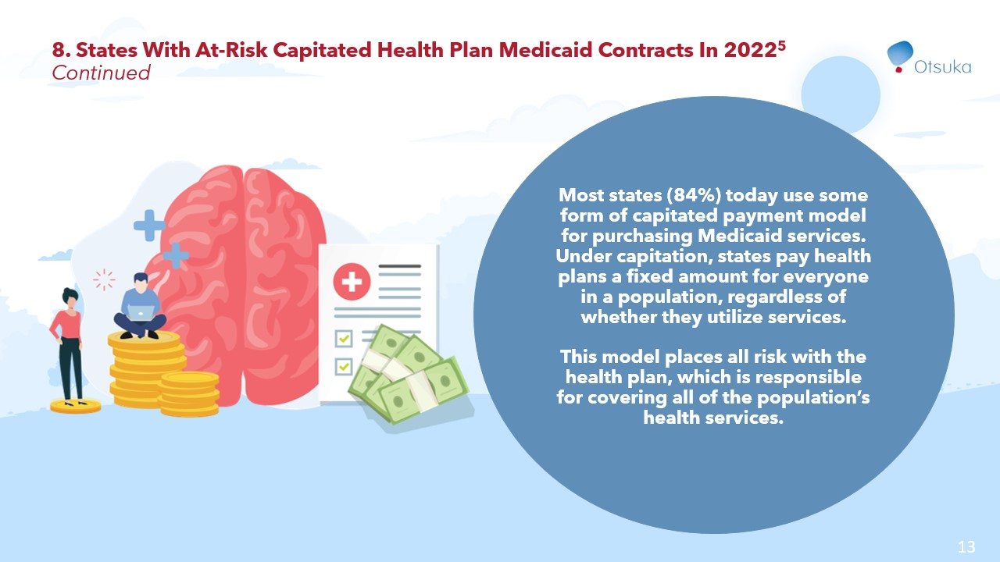 8. States With At-Risk Capitated Health Plan Medicaid Contracts In 2022⁵
Continued
Otsuka
Most states (84%) today use some
form of capitated payment model
for purchasing Medicaid services.
Under capitation, states pay health
plans a fixed amount for everyone
in a population, regardless of
whether they utilize services.
This model places all risk with the
health plan, which is responsible
for covering all of the population’s
health services.
13